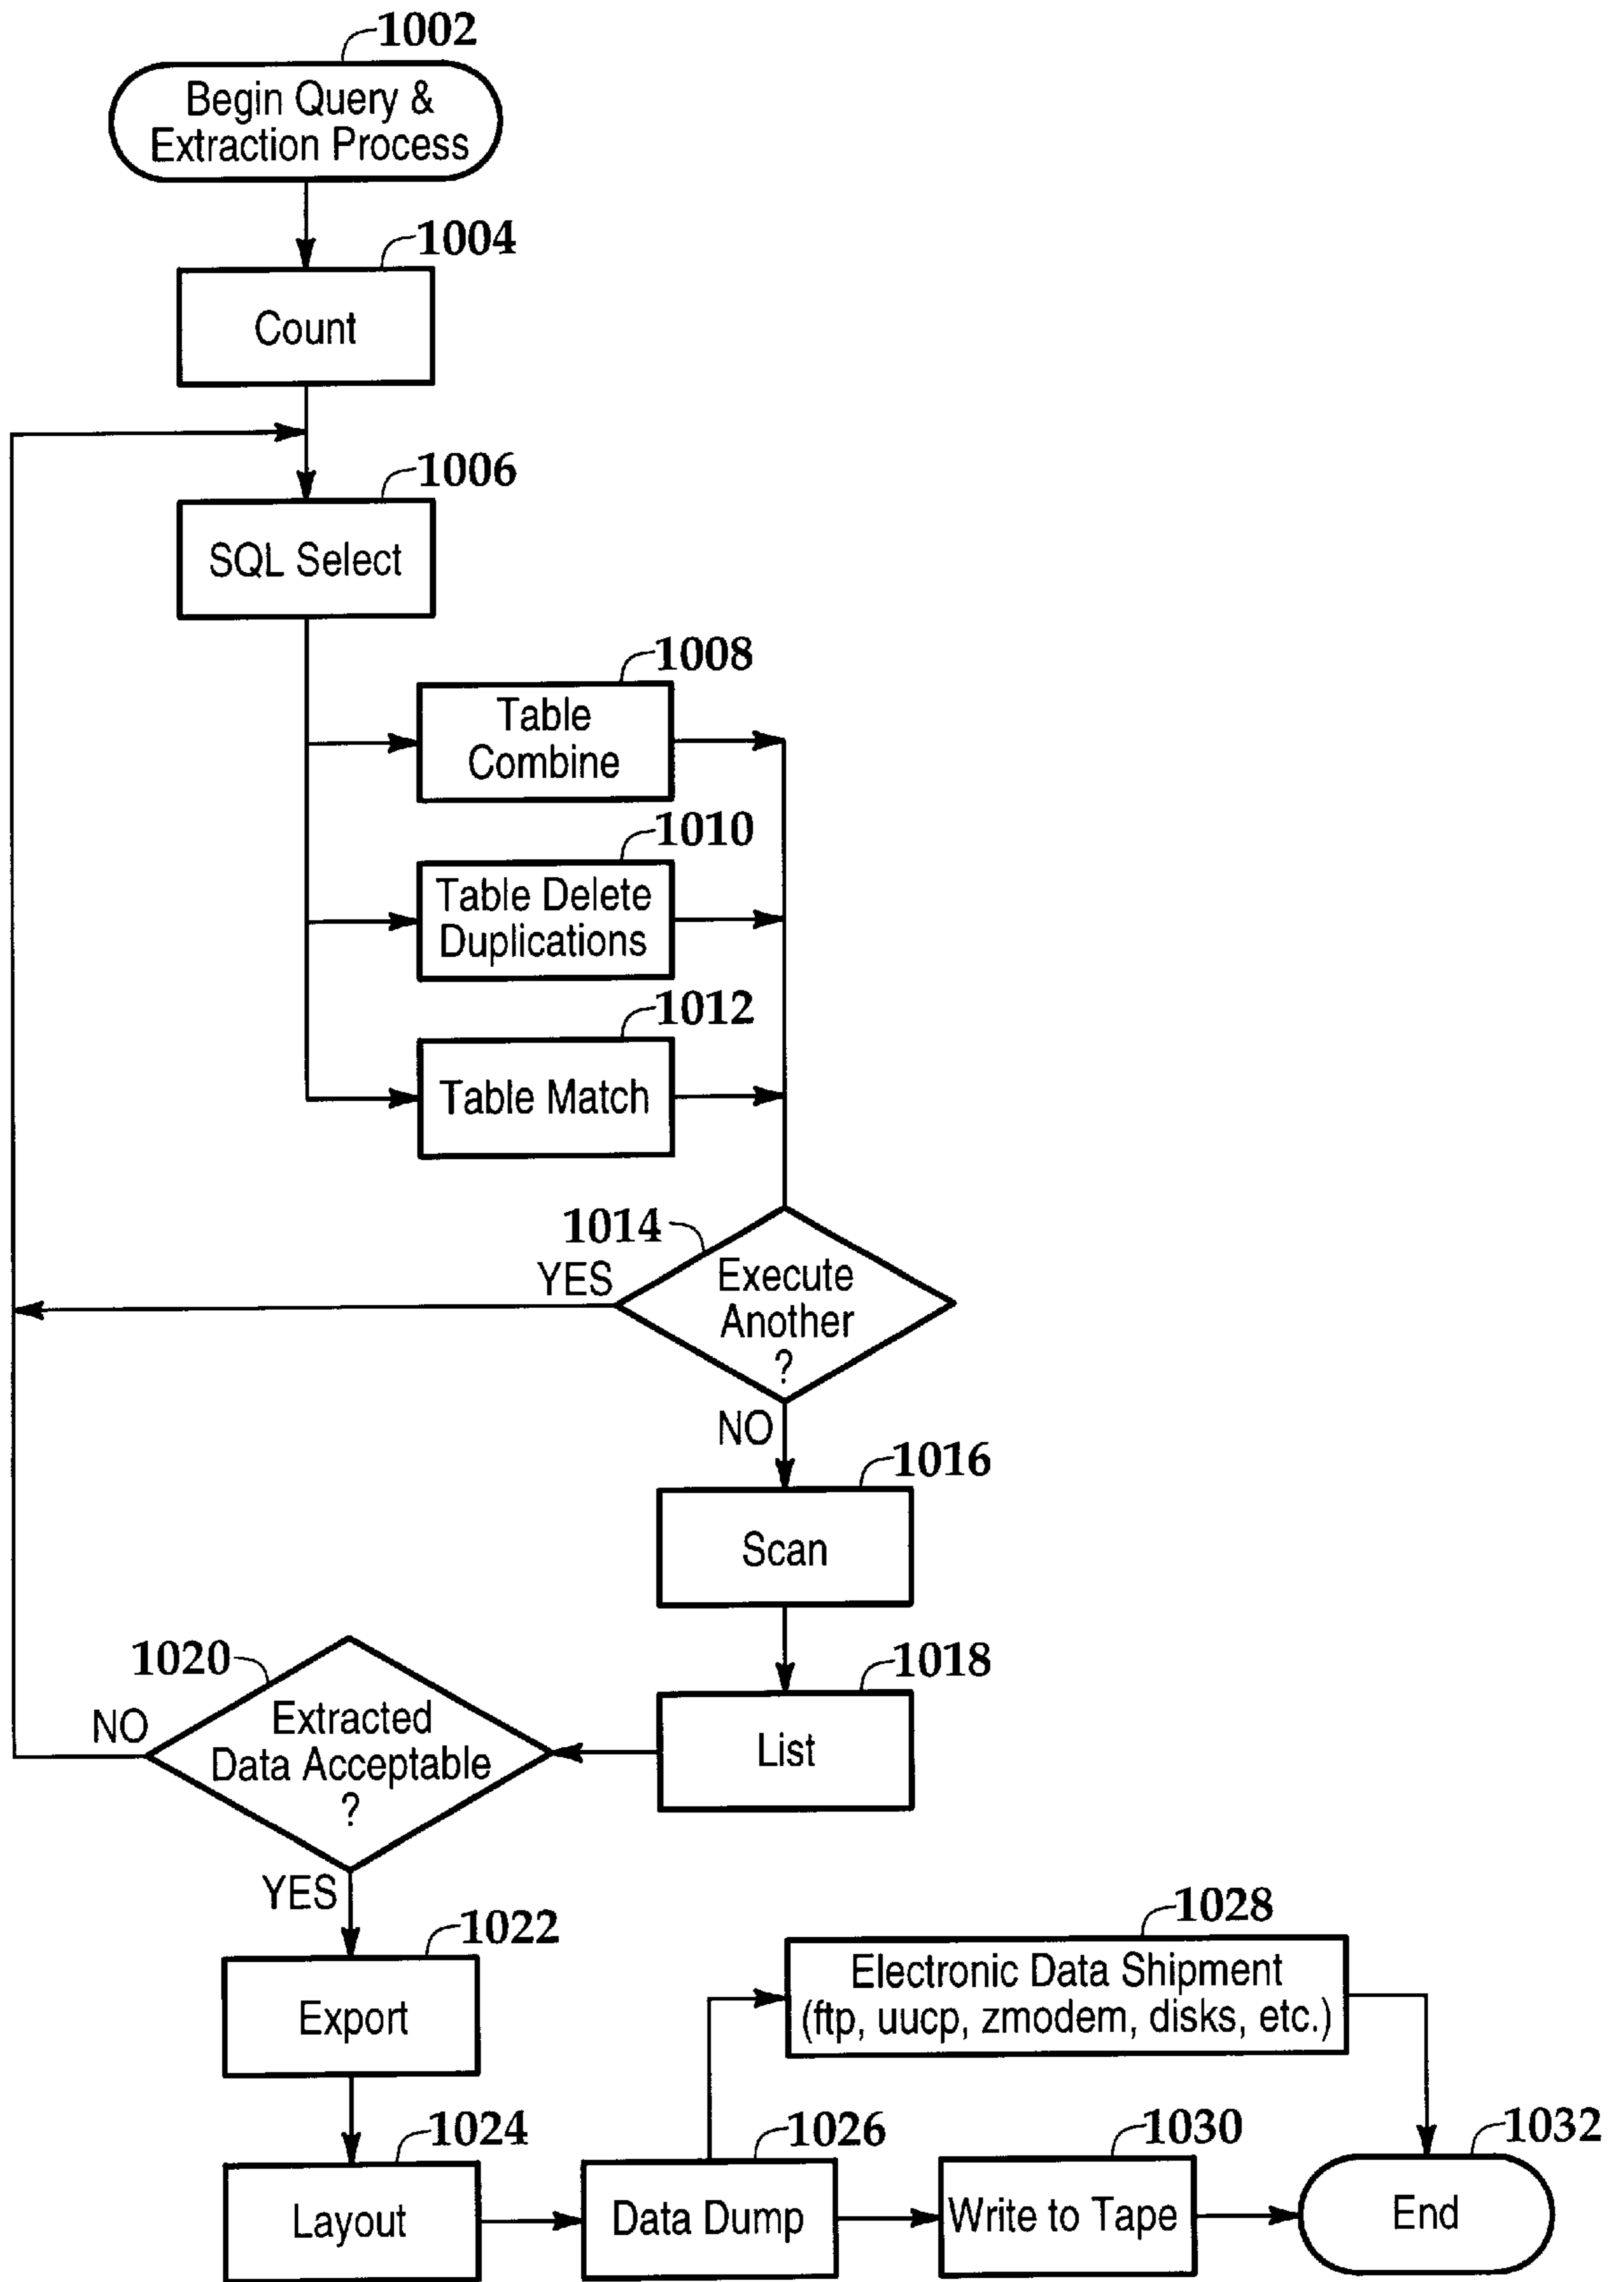 1002
Begin Query &
Extraction Process
1004
Count
1006
SQL Select
1008
Table
Combine
1010
Table Delete
Duplications
1012
Table Match
1014
YES
Execute
Another
?
NO
1016
Scan
1018
List
1020
NO
Extracted
Data Acceptable
?
YES
1022
Export
1024
Layout
1026
Data Dump
1028
Electronic Data Shipment
(ftp, uucp, zmodem, disks, etc.)
1030
Write to Tape
1032
End